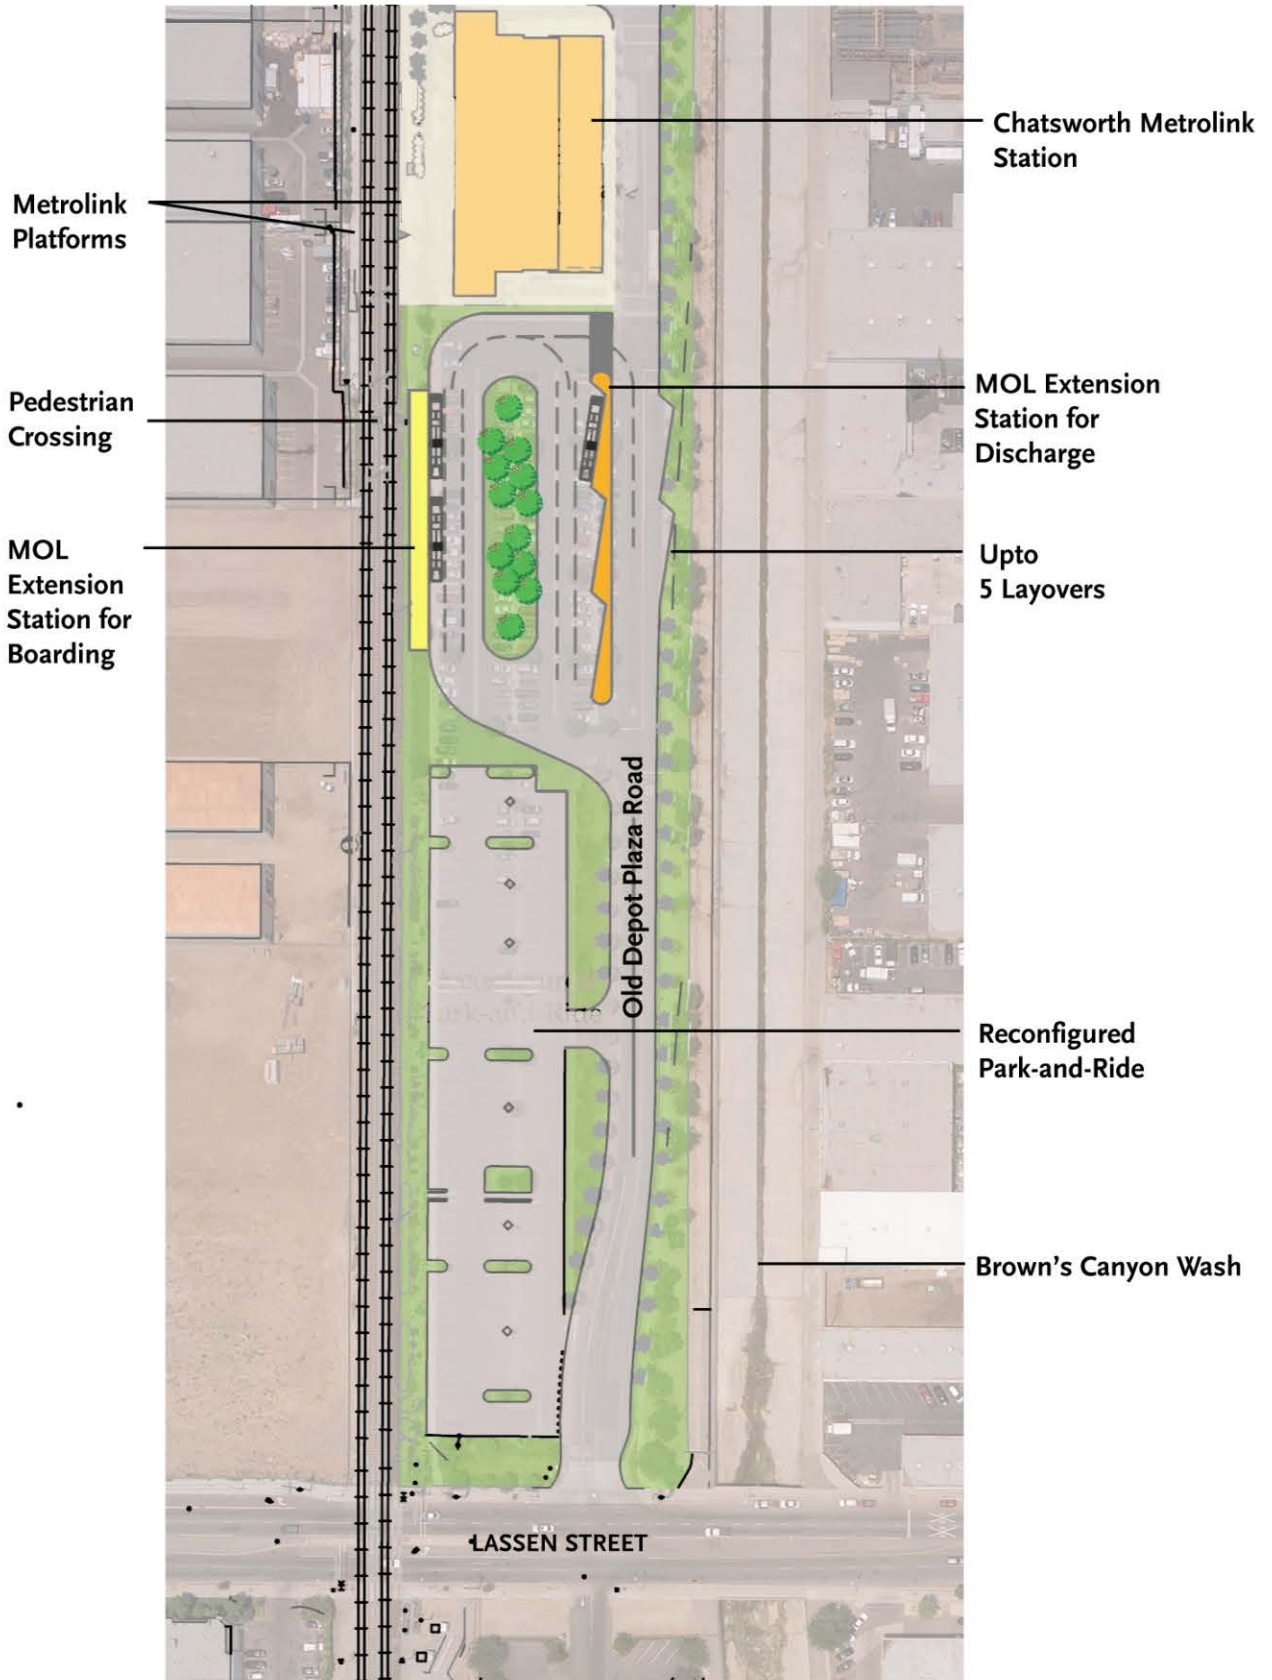 Chatsworth Metrolink
Station
Metrolink
Platforms
MOL Extension
Station for
Discharge
Pedestrian
Crossing
MOL
Extension
Station for
Boarding
Upto
5 Layovers
Old Depot Plaza Road
Reconfigured
Park-and-Ride
Brown's Canyon Wash
LASSEN STREET